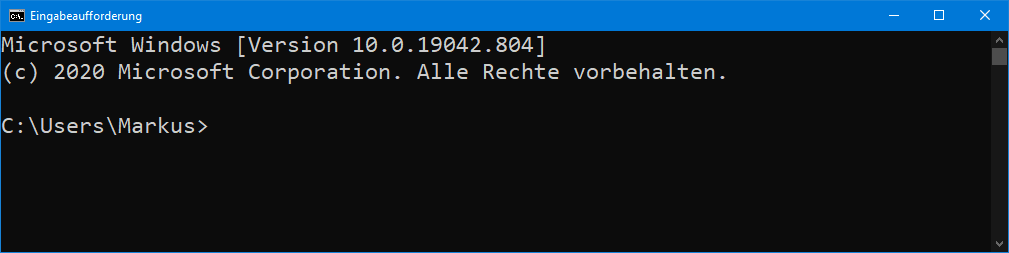 Eingabeaufforderung
Microsoft Windows [Version 10.0.19042.804]
(c) 2020 Microsoft Corporation. Alle Rechte vorbehalten.
C:\Users\Markus>